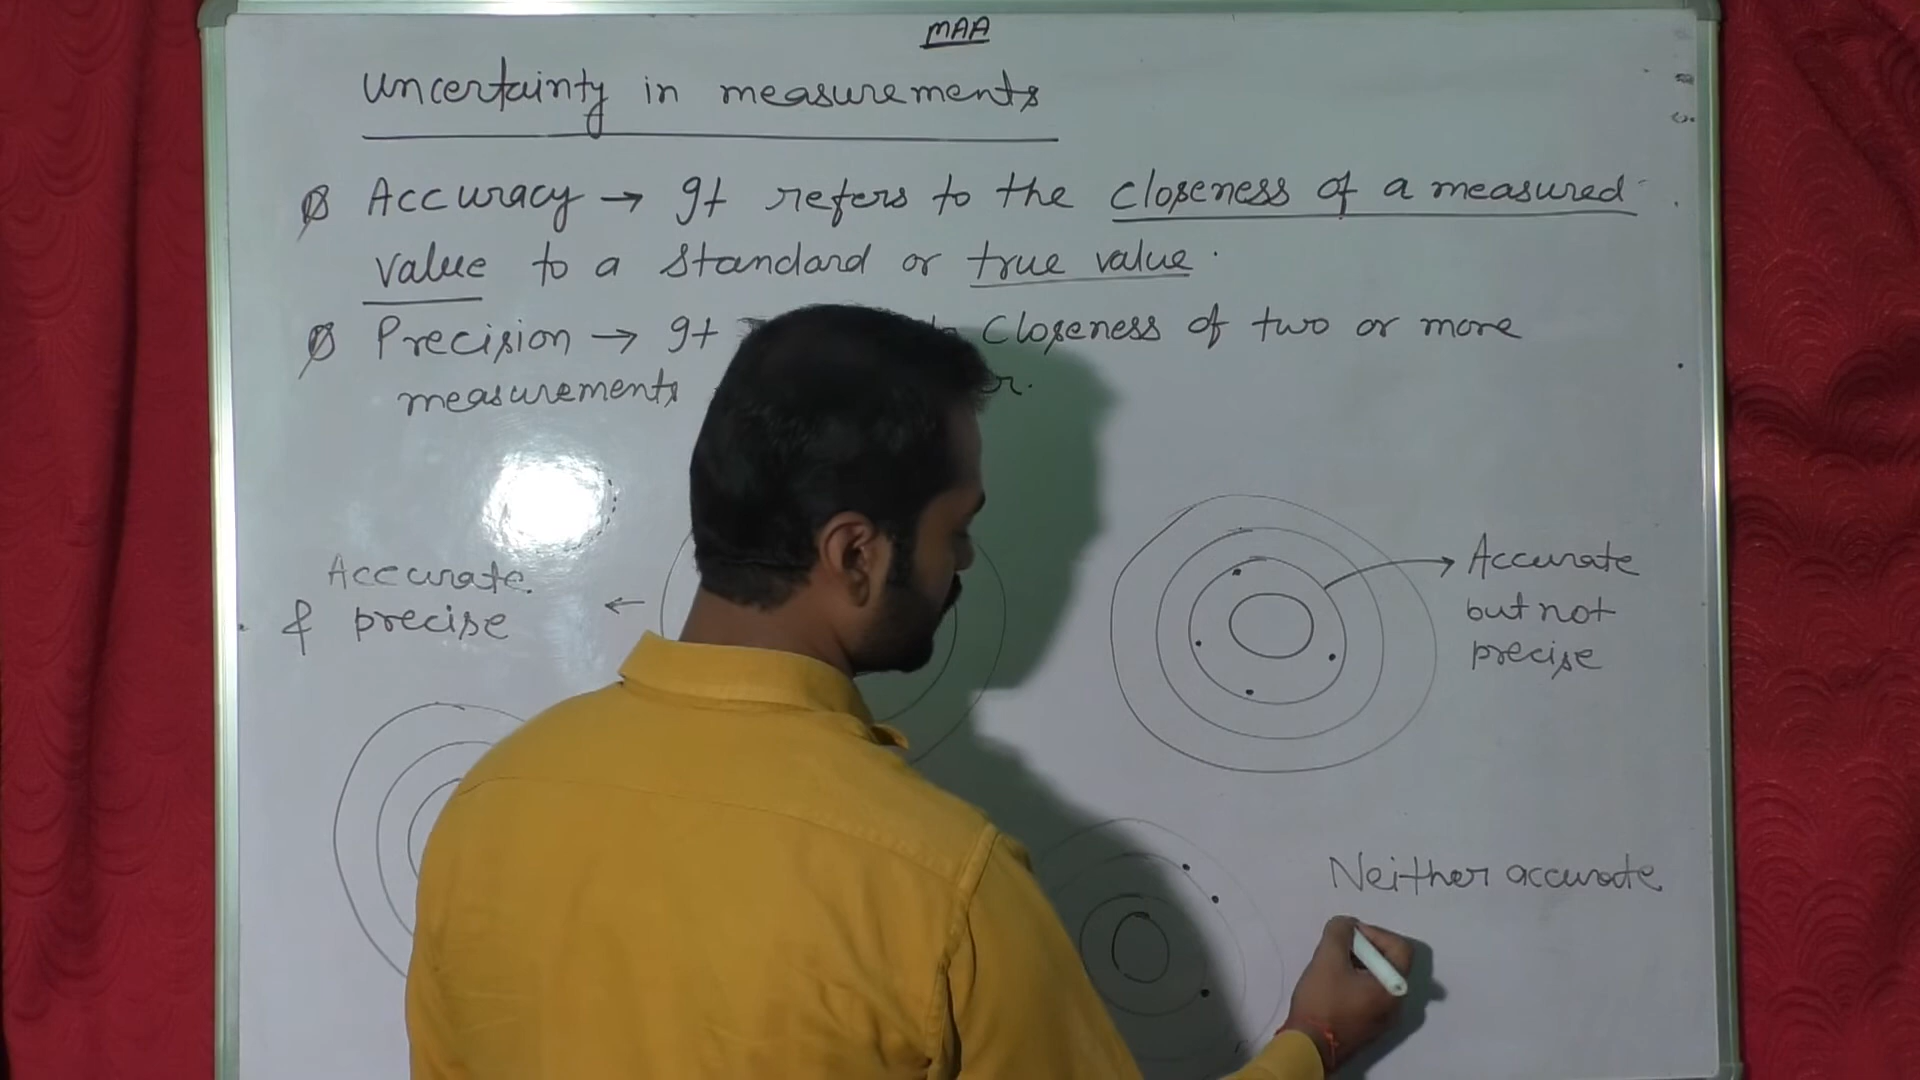 MAA
Uncertainty in measurements
Accuracy → It refers to the closeness of a measured
value to a standard or true value.
Precision → It Closeness of two or more
measurements
Accurate
& precise ←
Accurate
but not
precise
Neither accurate